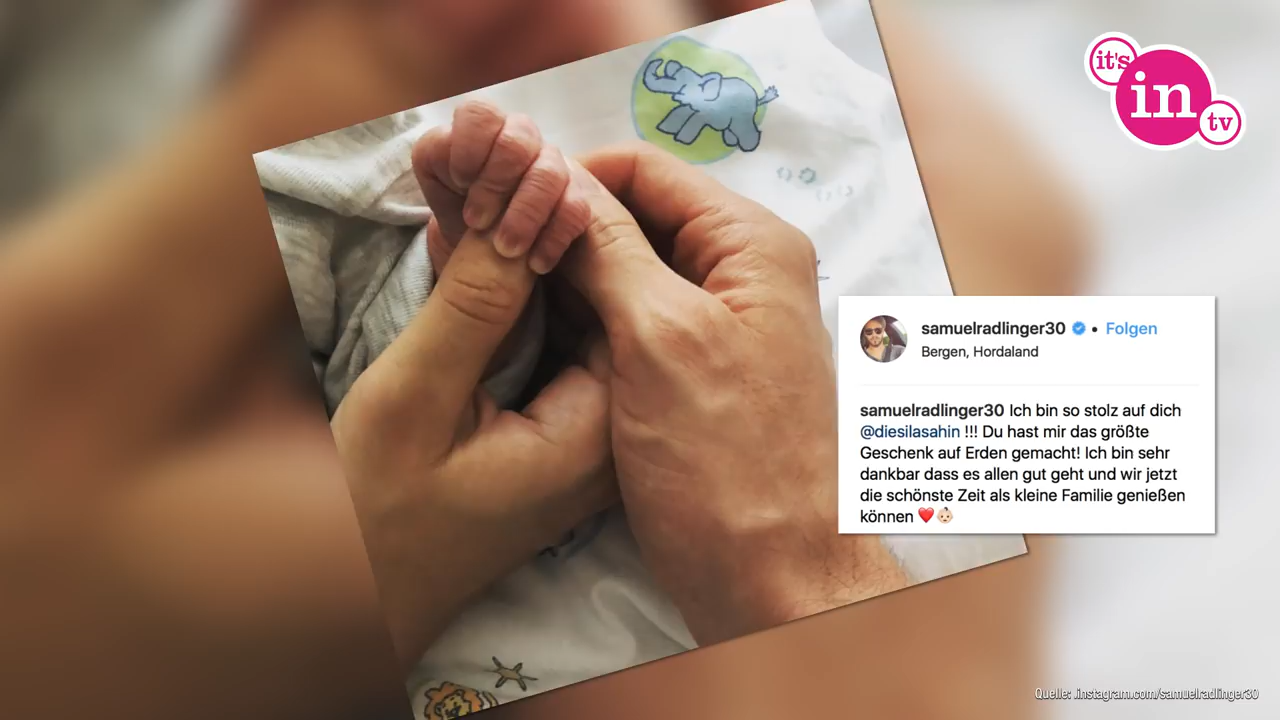 it's
in
tv
samuelradlinger30 • Folgen
Bergen, Hordaland
samuelradlinger30 Ich bin so stolz auf dich
@diesilasahin !!! Du hast mir das größte
Geschenk auf Erden gemacht! Ich bin sehr
dankbar dass es allen gut geht und wir jetzt
die schönste Zeit als kleine Familie genießen
können ❤️👶🏻
Quelle: .instagram.com/samuelradlinger30